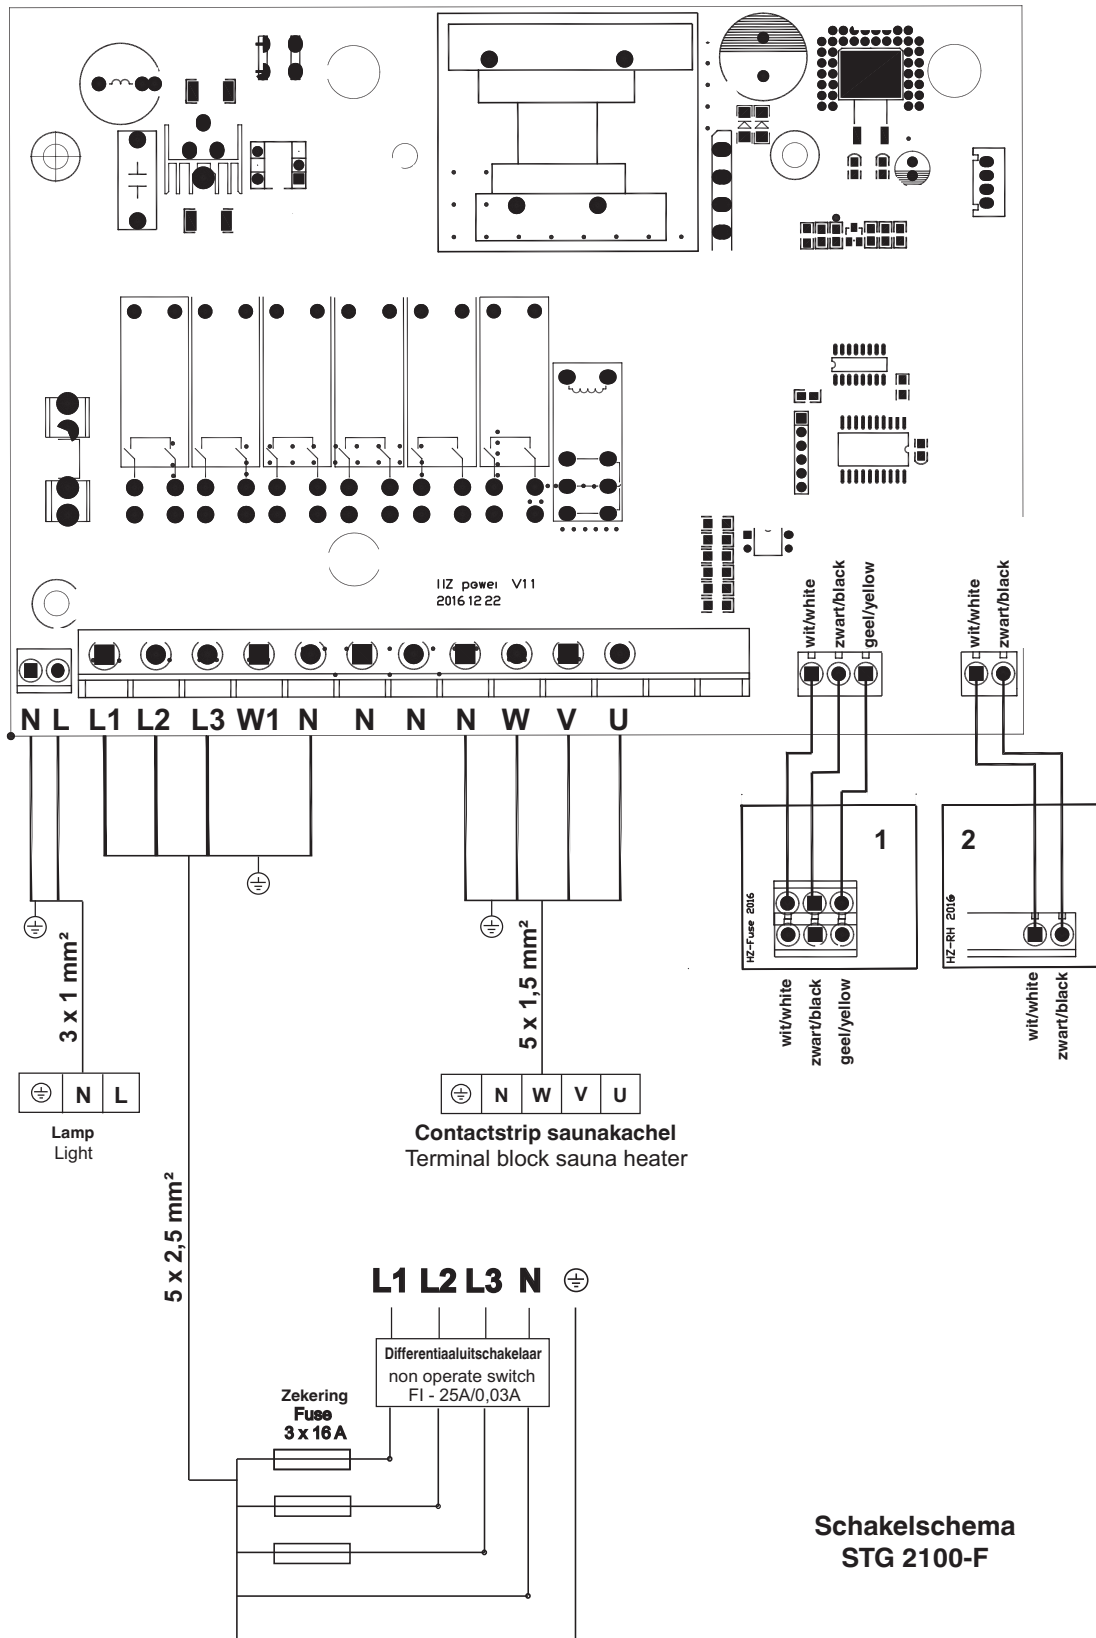 IIZ power V11
2016 12 22
wit/white
zwart/black
geel/yellow
wit/white
zwart/black
N L L1 L2 L3 W1 N N N N W V U
1
2
HZ-Fuse 2016
HZ-RH 2016
wit/white
zwart/black
geel/yellow
wit/white
zwart/black
3 x 1 mm²
5 x 1,5 mm²
N L
Lamp
Light
N W V U
Contactstrip saunakachel
Terminal block sauna heater
5 x 2,5 mm²
L1 L2 L3 N
Differentiaaluitschakelaar
non operate switch
FI - 25A/0,03A
Zekering
Fuse
3 x 16 A
Schakelschema
STG 2100-F